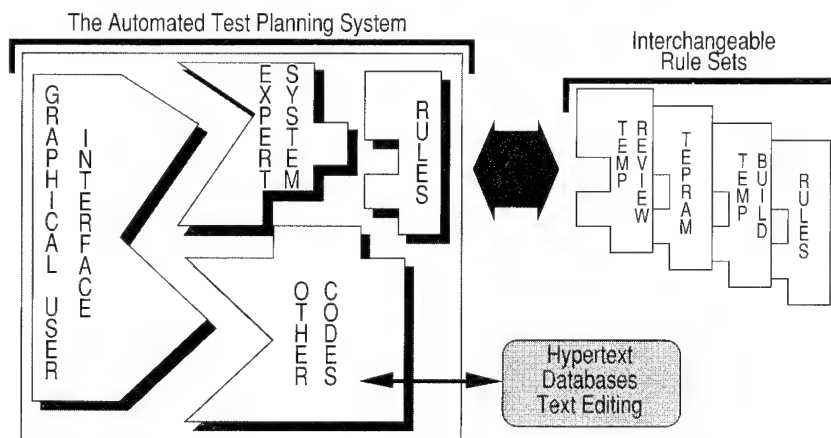 The Automated Test Planning System
Interchangeable
Rule Sets
GRAPHICAL USER
INTERFACE
EXPERT
SYSTEM
RULES
OTHER
CODES
TEMP
REVIEW
TEPRAM
TEMP
BUILD
RULES
Hypertext
Databases
Text Editing